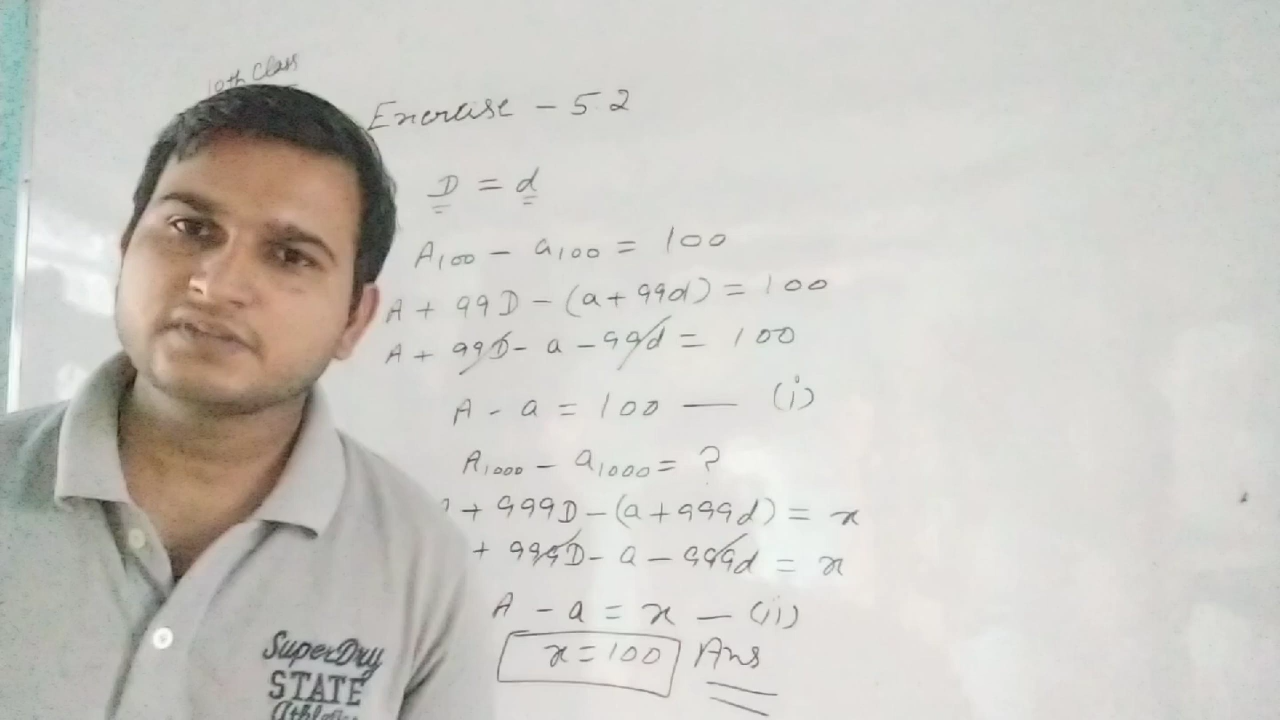 10th Class
Exercise - 5.2
D = d
A100 - a100 = 100
A + 99D - (a + 99d) = 100
A + 99D - a - 99d = 100
A - a = 100 — (i)
A1000 - a1000 = ?
+ 999D - (a + 999d) = x
+ 999D - a - 999d = x
A - a = x — (ii)
x = 100 Ans
SuperDry
STATE
Athletic